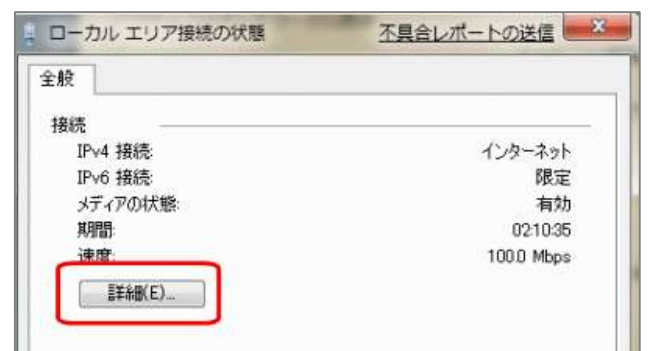 ローカル エリア接続の状態 不具合レポートの送信
全般
接続
IPv4 接続: インターネット
IPv6 接続: 限定
メディアの状態: 有効
期間: 02:10:35
速度: 100.0 Mbps
詳細(E)...